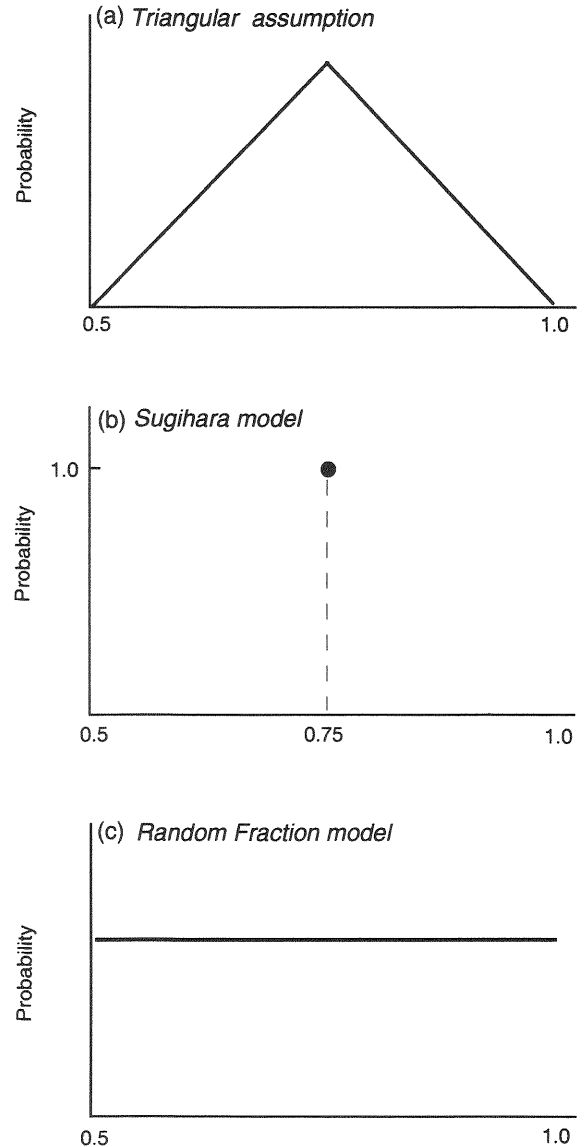 (a) Triangular assumption
Probability
0.5 1.0
(b) Sugihara model
1.0
Probability
0.5 0.75 1.0
(c) Random Fraction model
Probability
0.5 1.0